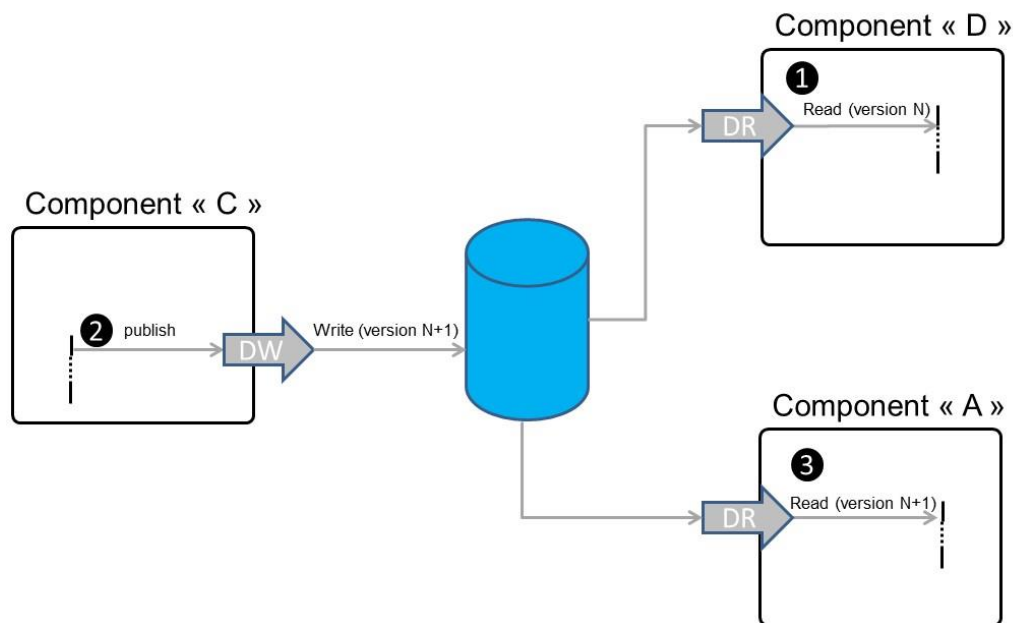 Component « D »
1
Read (version N)
DR
Component « C »
2
publish
DW
Write (version N+1)
Component « A »
3
Read (version N+1)
DR